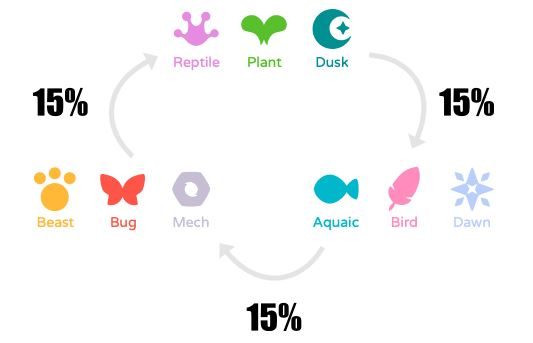 Reptile Plant Dusk
15% 15%
Beast Bug Mech Aquaic Bird Dawn
15%